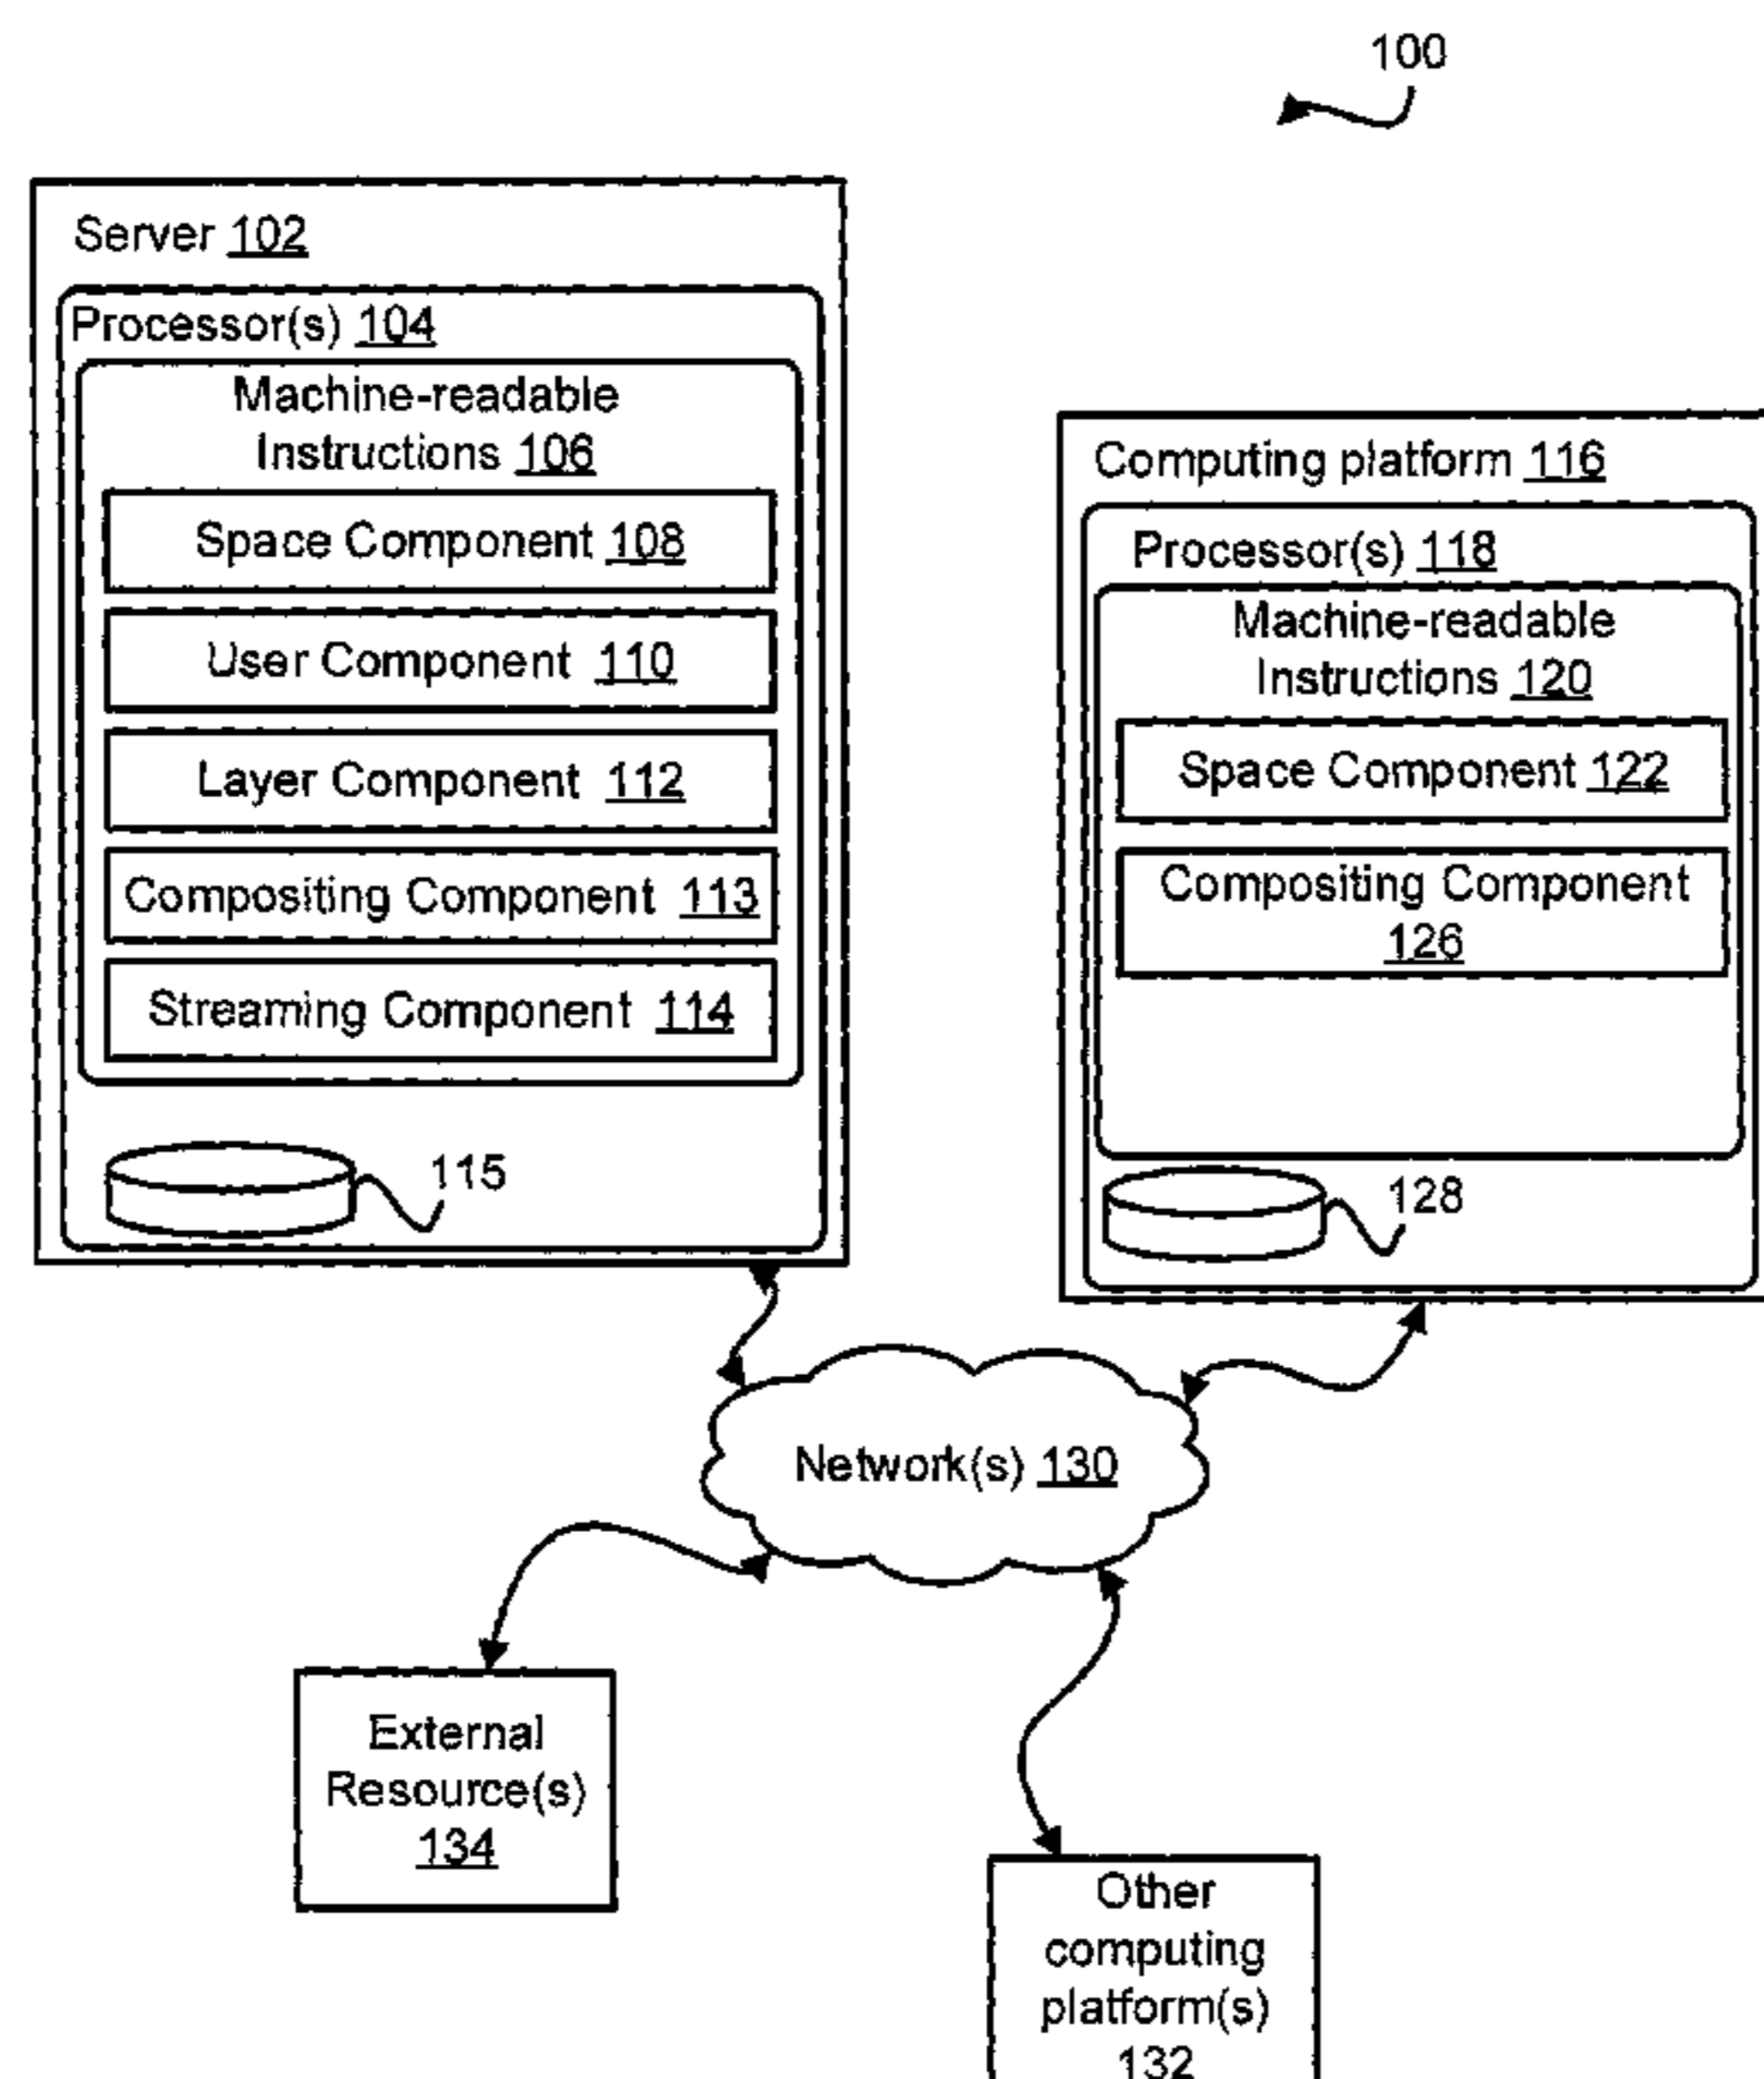 100
Server 102
Processor(s) 104
Machine-readable
Instructions 106
Space Component 108
User Component 110
Layer Component 112
Compositing Component 113
Streaming Component 114
115
Computing platform 116
Processor(s) 118
Machine-readable
Instructions 120
Space Component 122
Compositing Component
126
128
Network(s) 130
External
Resource(s)
134
Other
computing
platform(s)
132